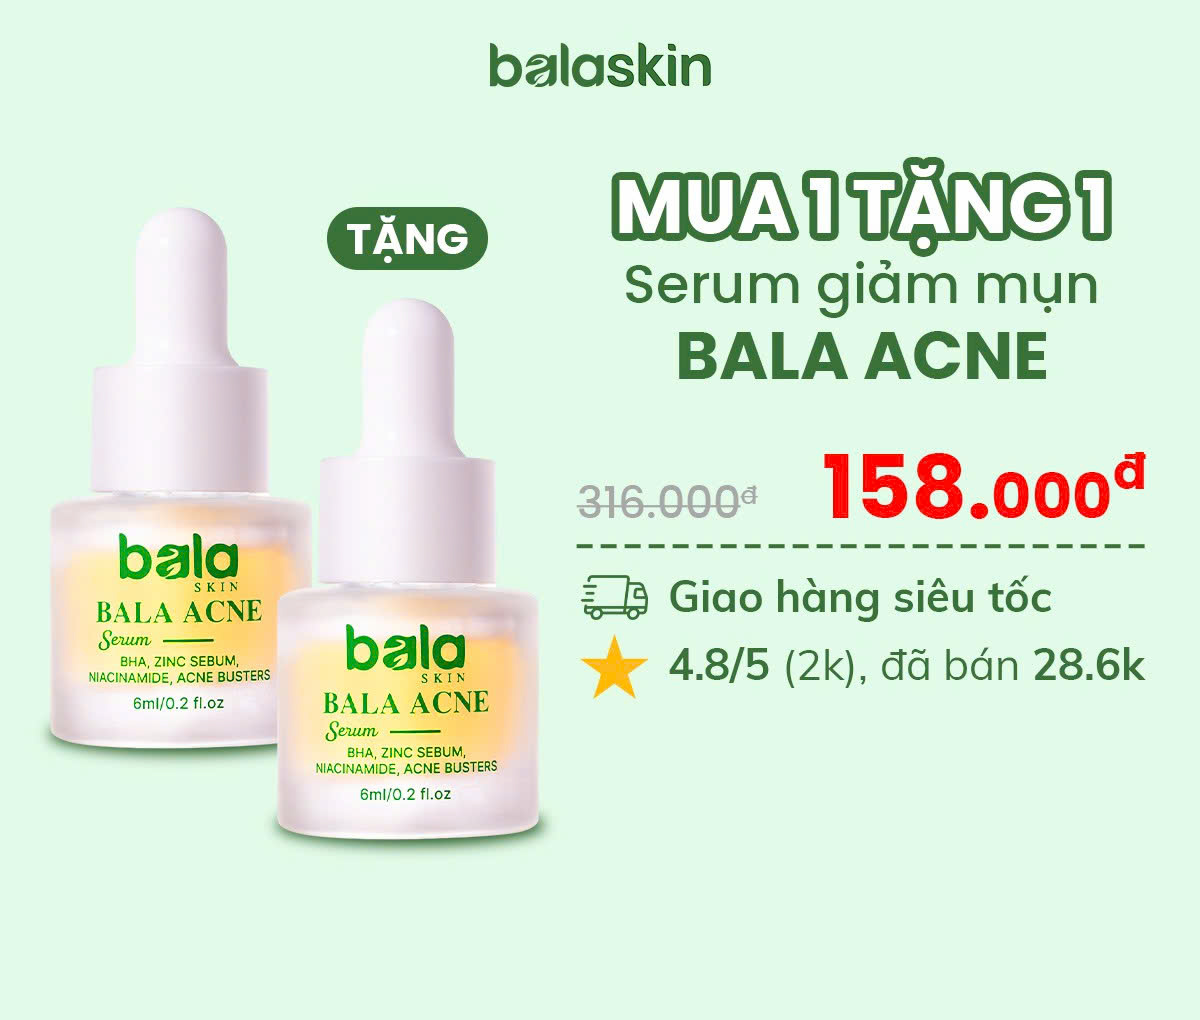 balaskin
MUA 1 TẶNG 1
Serum giảm mụn
BALA ACNE
316.000đ
158.000đ
Giao hàng siêu tốc
4.8/5 (2k), đã bán 28.6k
TẶNG
bala
SKIN
BALA ACNE
Serum
BHA, ZINC SEBUM,
NIACINAMIDE, ACNE BUSTERS
6ml/0.2 fl.oz
bala
SKIN
BALA ACNE
Serum
BHA, ZINC SEBUM,
NIACINAMIDE, ACNE BUSTERS
6ml/0.2 fl.oz